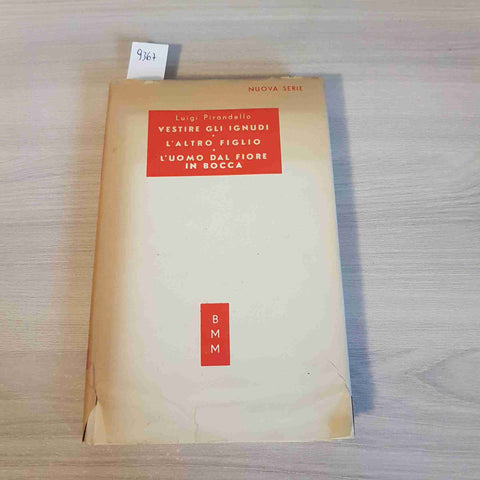 9367
NUOVA SERIE
Luigi Pirandello
VESTIRE GLI IGNUDI
•
L'ALTRO FIGLIO
•
L'UOMO DAL FIORE
IN BOCCA
B
M
M